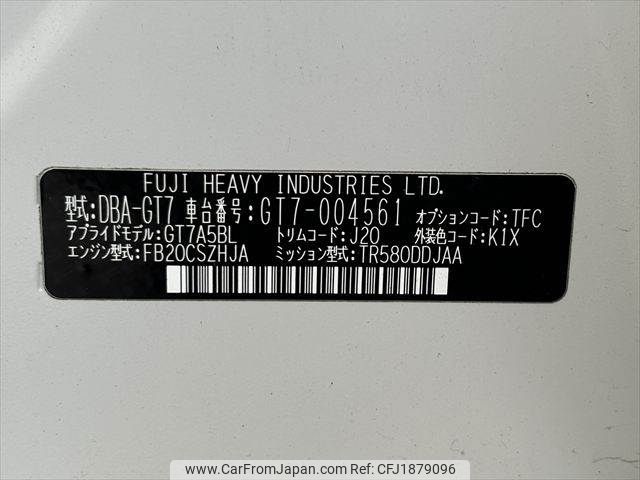 FUJI HEAVY INDUSTRIES LTD.
型式:DBA-GT7 車台番号:GT7-004561 オプションコード:TFC
アプライドモデル:GT7A5BL トリムコード:J20 外装色コード:K1X
エンジン型式:FB20CSZHJA ミッション型式:TR580DDJAA
www.CarFromJapan.com - REF ID: CFJ1879096